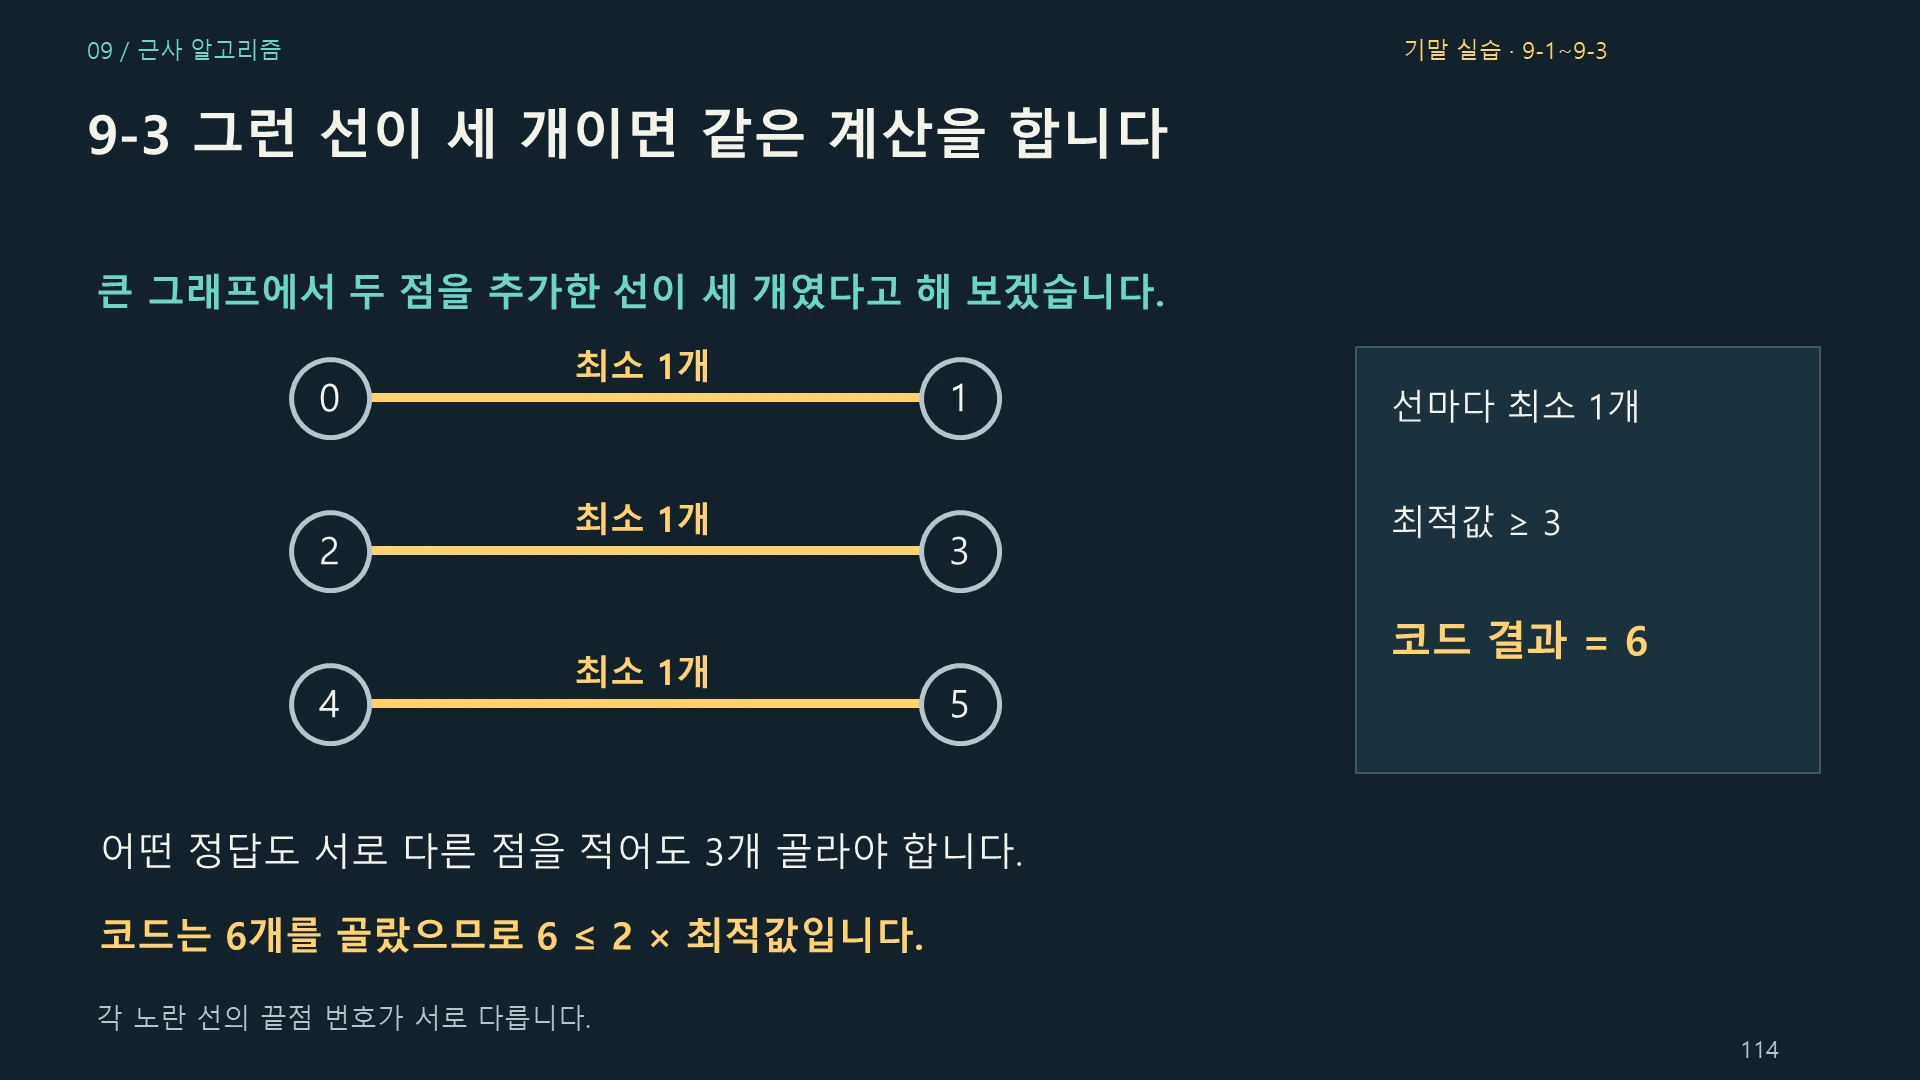 09 / 근사 알고리즘
기말 실습 · 9-1~9-3
9-3 그런 선이 세 개이면 같은 계산을 합니다
큰 그래프에서 두 점을 추가한 선이 세 개였다고 해 보겠습니다.
0
최소 1개
1
2
최소 1개
3
4
최소 1개
5
선마다 최소 1개
최적값 ≥ 3
코드 결과 = 6
어떤 정답도 서로 다른 점을 적어도 3개 골라야 합니다.
코드는 6개를 골랐으므로 6 ≤ 2 × 최적값입니다.
각 노란 선의 끝점 번호가 서로 다릅니다.
114